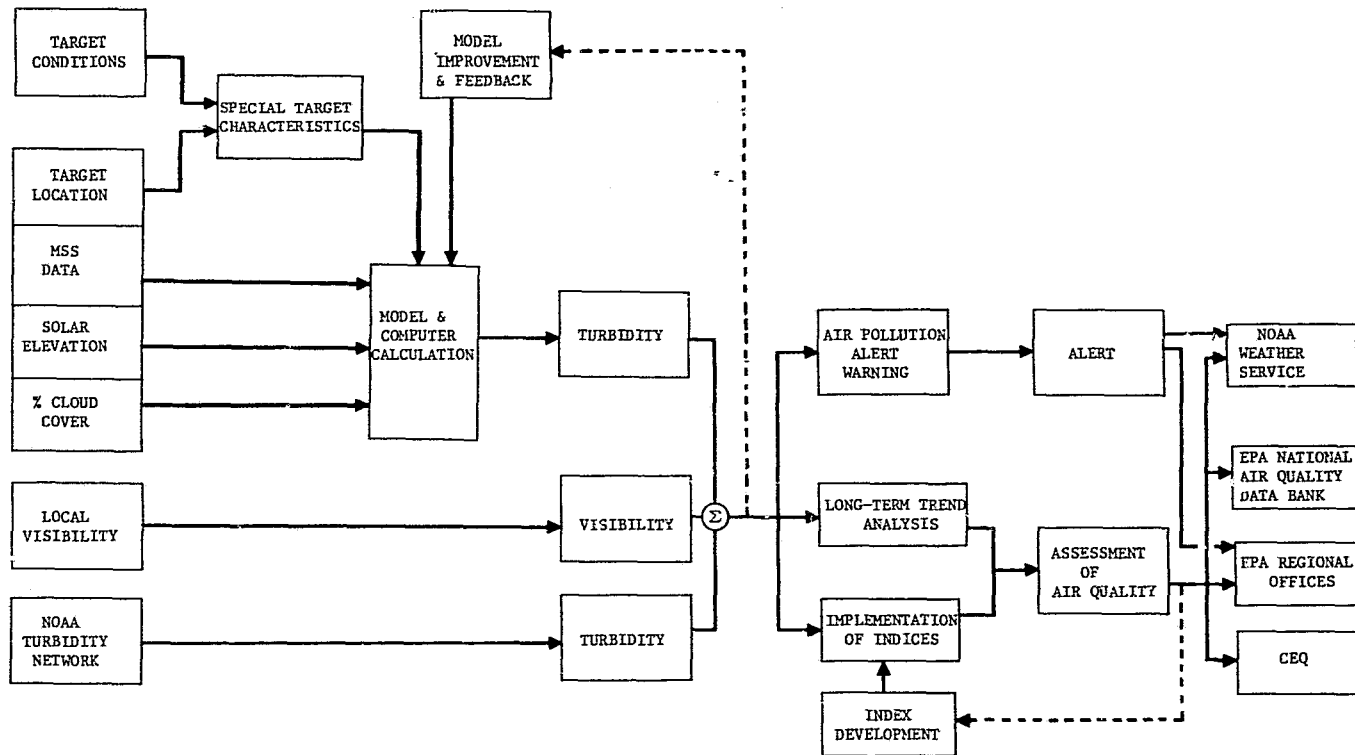 TARGET
CONDITIONS
MODEL
IMPROVEMENT
& FEEDBACK
SPECIAL TARGET
CHARACTERISTICS
TARGET
LOCATION
MSS
DATA
SOLAR
ELEVATION
% CLOUD
COVER
MODEL &
COMPUTER
CALCULATION
TURBIDITY
LOCAL
VISIBILITY
VISIBILITY
NOAA
TURBIDITY
NETWORK
TURBIDITY
Σ
AIR POLLUTION
ALERT
WARNING
ALERT
NOAA
WEATHER
SERVICE
LONG-TERM TREND
ANALYSIS
EPA NATIONAL
AIR QUALITY
DATA BANK
ASSESSMENT
OF
AIR QUALITY
EPA REGIONAL
OFFICES
IMPLEMENTATION
OF INDICES
CEQ
INDEX
DEVELOPMENT